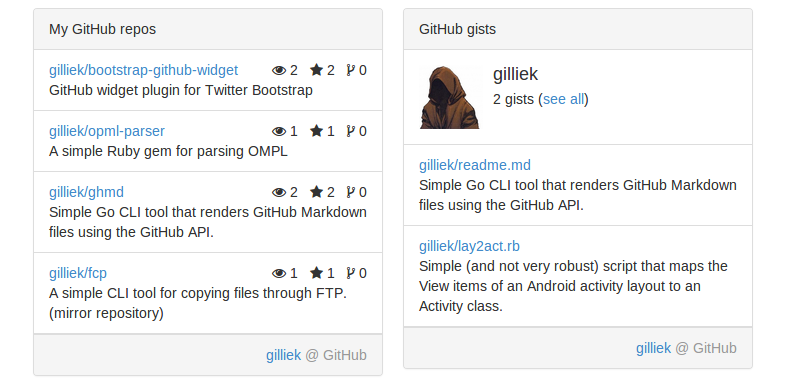 My GitHub repos
gilliek/bootstrap-github-widget 2 2 0
GitHub widget plugin for Twitter Bootstrap
gilliek/opml-parser 1 1 0
A simple Ruby gem for parsing OMPL
gilliek/ghmd 2 2 0
Simple Go CLI tool that renders GitHub Markdown
files using the GitHub API.
gilliek/fcp 1 1 0
A simple CLI tool for copying files through FTP.
(mirror repository)
gilliek @ GitHub
GitHub gists
gilliek
2 gists (see all)
gilliek/readme.md
Simple Go CLI tool that renders GitHub Markdown
files using the GitHub API.
gilliek/lay2act.rb
Simple (and not very robust) script that maps the
View items of an Android activity layout to an
Activity class.
gilliek @ GitHub